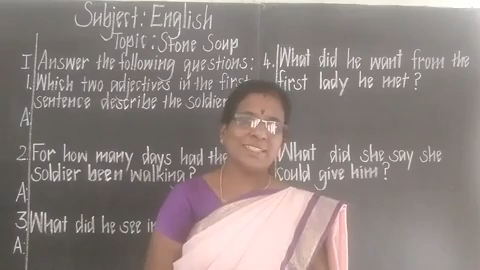 Subject: English
Topic: Stone Soup
I Answer the following questions:
1. Which two adjectives in the first
sentence describe the soldier
A:
2. For how many days had the
soldier been walking?
A:
3. What did he see in
A:
4. What did he want from the
first lady he met?
What did she say she
could give him?